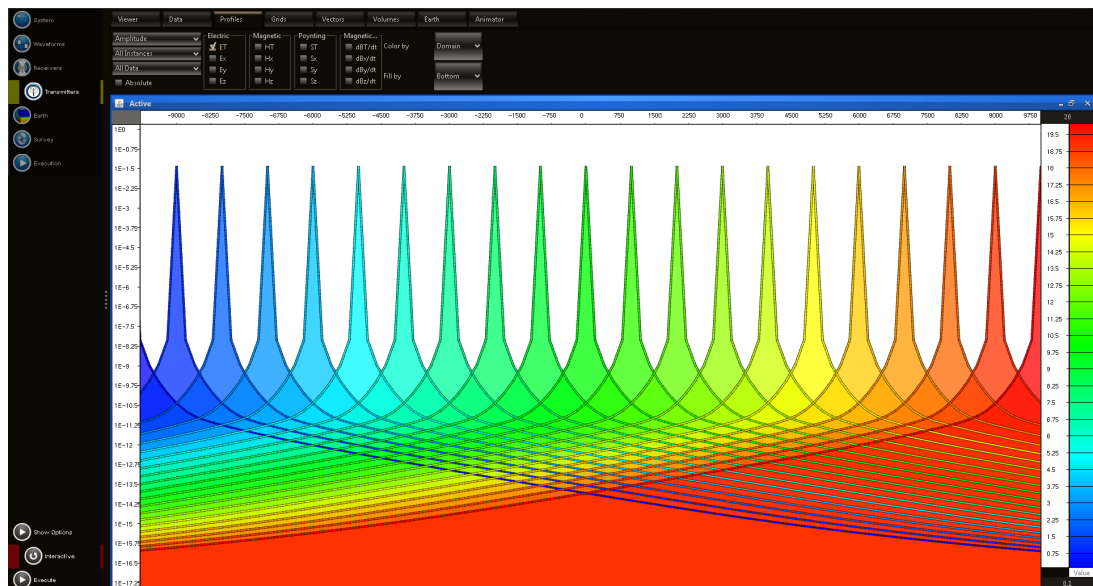 System
Waveforms
Receivers
Transmitters
Earth
Survey
Execution
Show Options
Interactive
Execute
Viewer Data Profiles Grids Vectors Volumes Earth Animator
Amplitude
All Instances
All Data
Absolute
Electric Magnetic Poynting Magnetic...
ET HT ST dBT/dt
Ex Hx Sx dBx/dt
Ey Hy Sy dBy/dt
Ez Hz Sz dBz/dt
Color by Domain
Fill by Bottom
Active
-9000 -8250 -7500 -6750 -6000 -5250 -4500 -3750 -3000 -2250 -1500 -750 0 750 1500 2250 3000 3750 4500 5250 6000 6750 7500 8250 9000 9750
1E0
1E-0.75
1E-1.5
1E-2.25
1E-3
1E-3.75
1E-4.5
1E-5.25
1E-6
1E-6.75
1E-7.5
1E-8.25
1E-9
1E-9.75
1E-10.5
1E-11.25
1E-12
1E-12.75
1E-13.5
1E-14.25
1E-15
1E-15.75
1E-16.5
1E-17.25
20
19.5
18.75
18
17.25
16.5
15.75
15
14.25
13.5
12.75
12
11.25
10.5
9.75
9
8.25
7.5
6.75
6
5.25
4.5
3.75
3
2.25
1.5
0.75
Value
0.1